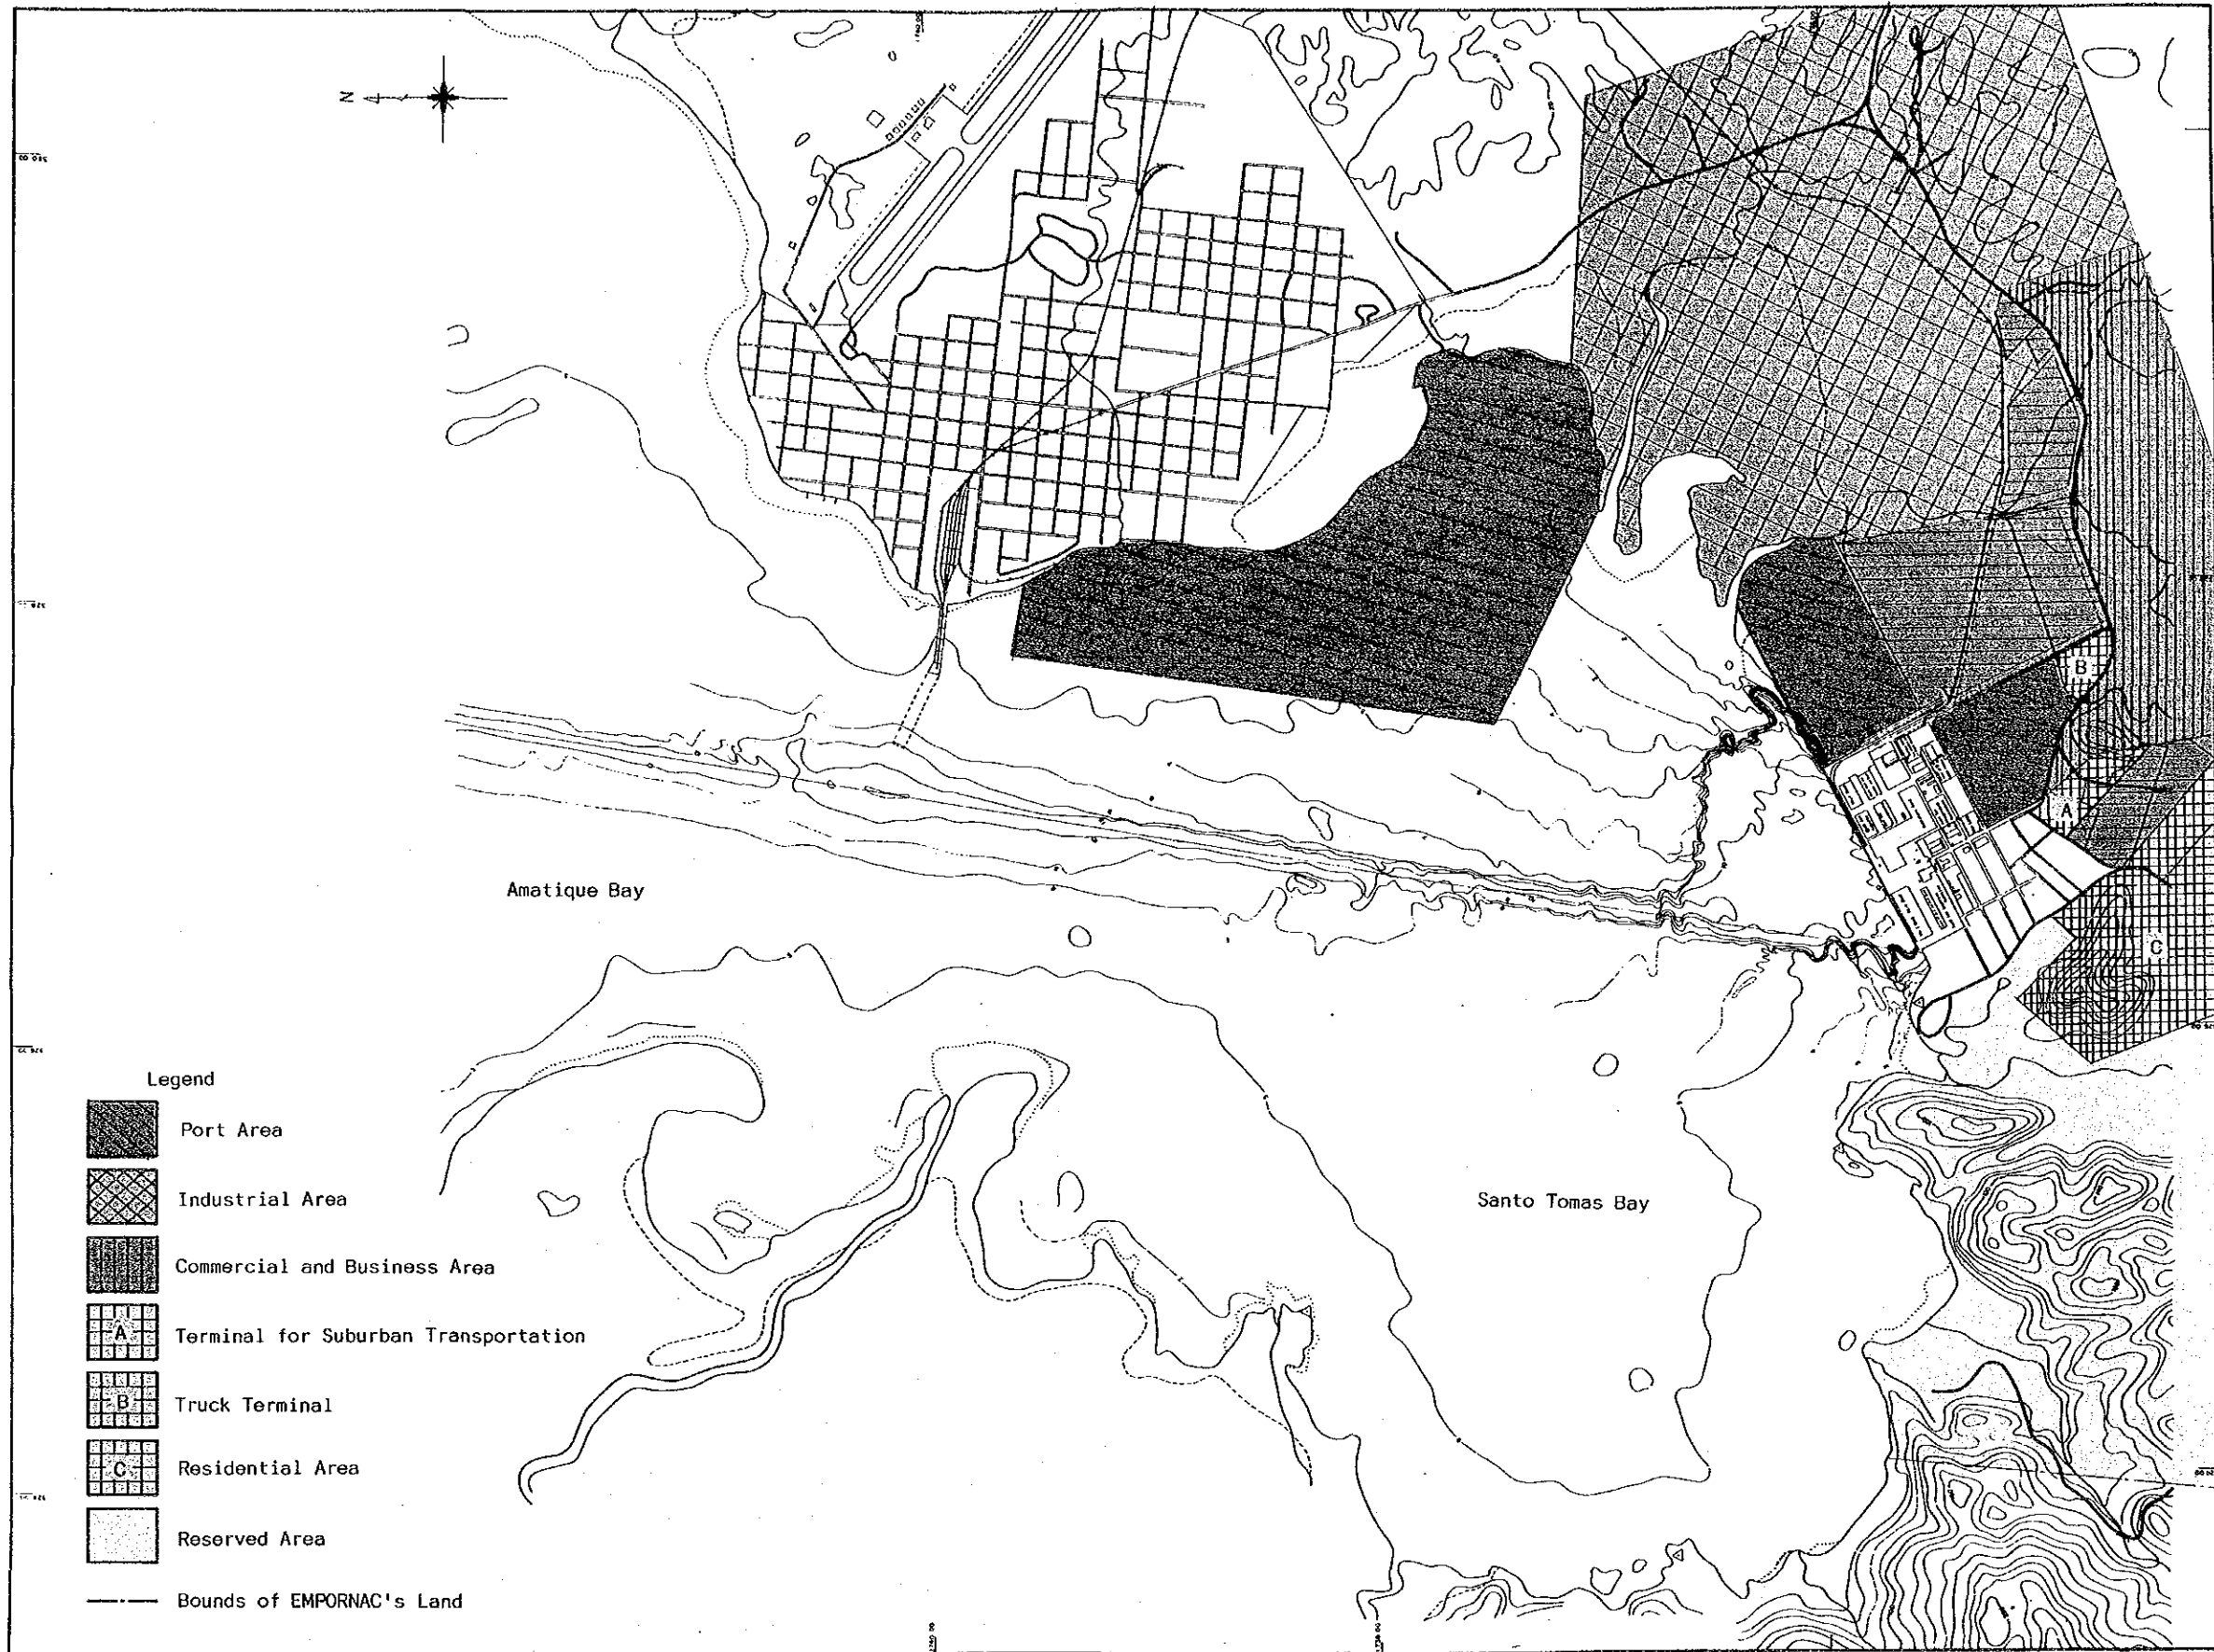 N
B
A
C
Amatique Bay
Santo Tomas Bay
Legend
Port Area
Industrial Area
Commercial and Business Area
A Terminal for Suburban Transportation
B Truck Terminal
C Residential Area
Reserved Area
Bounds of EMPORNAC's Land